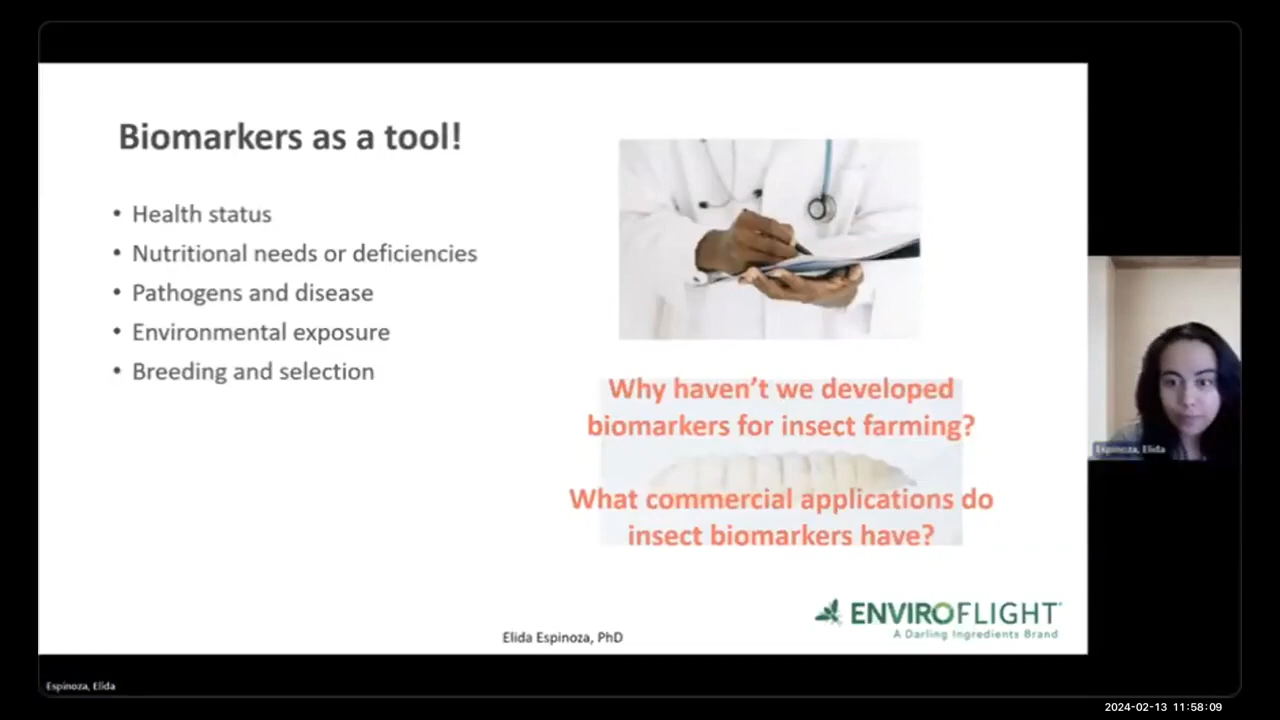 Biomarkers as a tool!
• Health status
• Nutritional needs or deficiencies
• Pathogens and disease
• Environmental exposure
• Breeding and selection
Why haven't we developed
biomarkers for insect farming?
What commercial applications do
insect biomarkers have?
Espinoza, Elida
ENVIROFLIGHT
A Darling Ingredients Brand
Elida Espinoza, PhD
Espinoza, Elida
2024-02-13 11:58:09